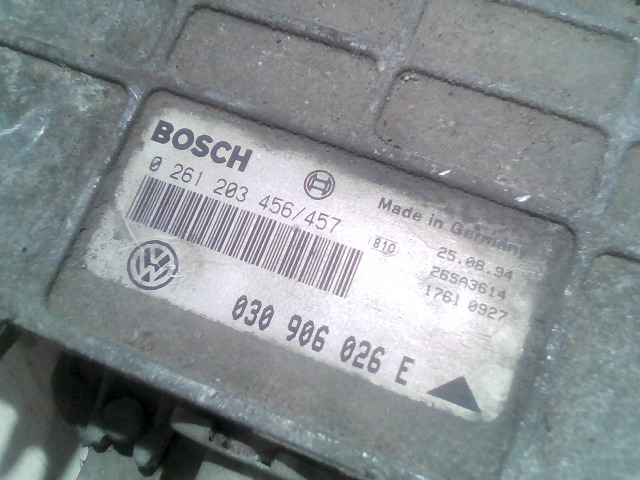 BOSCH
0 261 203 456/457
Made in Germany
810
25.08.94
26SA3614
1761 0927
VW
030 906 026 E